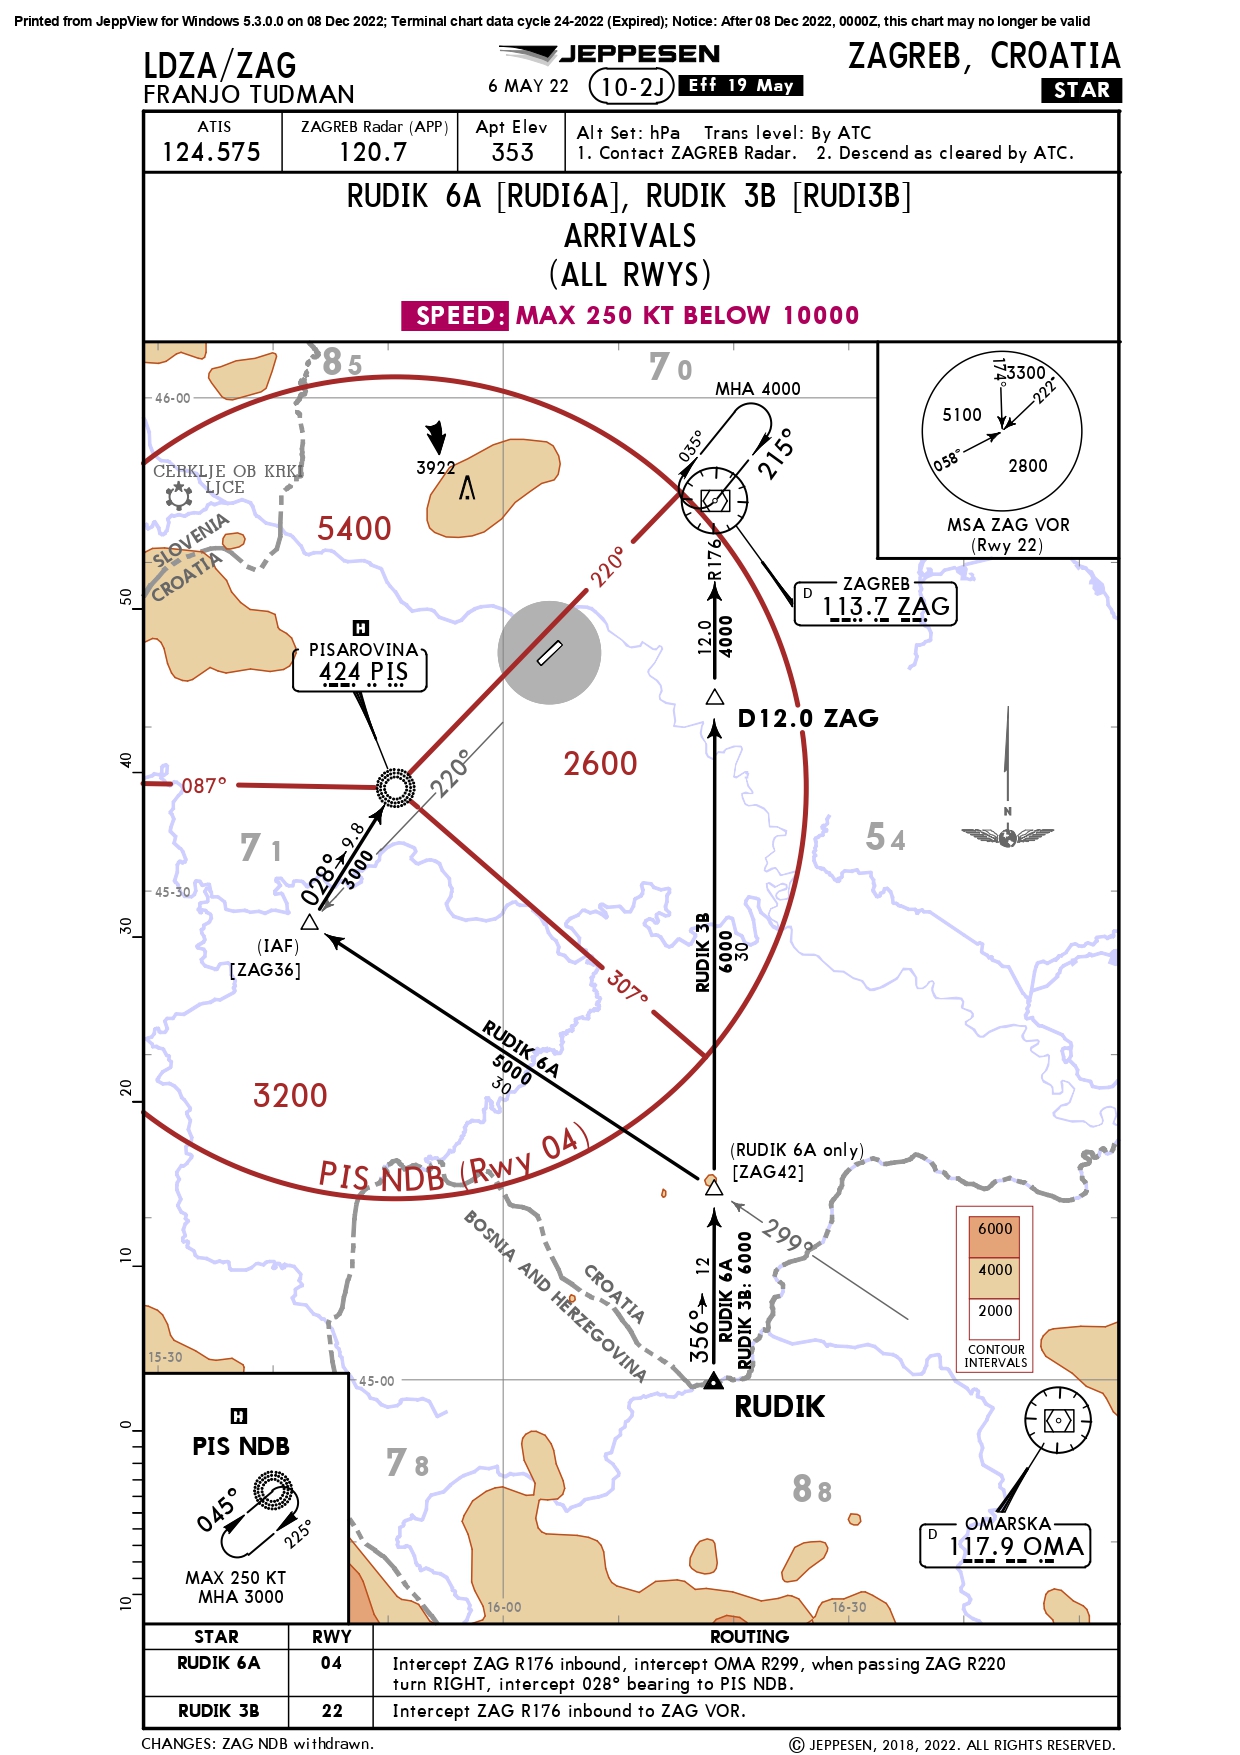 Printed from JeppView for Windows 5.3.0.0 on 08 Dec 2022; Terminal chart data cycle 24-2022 (Expired); Notice: After 08 Dec 2022, 0000Z, this chart may no longer be valid
LDZA/ZAG
FRANJO TUDMAN
JEPPESEN
6 MAY 22
10-2J
Eff 19 May
ZAGREB, CROATIA
STAR
ATIS
124.575
ZAGREB Radar (APP)
120.7
Apt Elev
353
Alt Set: hPa Trans level: By ATC
1. Contact ZAGREB Radar. 2. Descend as cleared by ATC.
RUDIK 6A [RUDI6A], RUDIK 3B [RUDI3B]
ARRIVALS
(ALL RWYS)
SPEED: MAX 250 KT BELOW 10000
85
70
MHA 4000
46-00
035°
215°
3922
CERKLJE OB KRKI
LJCE
5400
SLOVENIA
CROATIA
174°
3300
222°
5100
058°
2800
MSA ZAG VOR
(Rwy 22)
220°
R176
D
ZAGREB
113.7 ZAG
50
12.0
4000
PISAROVINA
424 PIS
D12.0 ZAG
2600
220°
40
087°
71
54
N
028°
9.8
3000
45-30
30
(IAF)
[ZAG36]
RUDIK 3B
6000
30
307°
RUDIK 6A
5000
30
20
3200
PIS NDB (Rwy 04)
(RUDIK 6A only)
[ZAG42]
299°
BOSNIA AND HERZEGOVINA
CROATIA
10
12
356°
RUDIK 6A
RUDIK 3B: 6000
6000
4000
2000
CONTOUR
INTERVALS
15-30
45-00
RUDIK
0
PIS NDB
045°
225°
MAX 250 KT
MHA 3000
78
88
D
OMARSKA
117.9 OMA
10
16-00
16-30
STAR
RWY
ROUTING
RUDIK 6A
04
Intercept ZAG R176 inbound, intercept OMA R299, when passing ZAG R220
turn RIGHT, intercept 028° bearing to PIS NDB.
RUDIK 3B
22
Intercept ZAG R176 inbound to ZAG VOR.
CHANGES: ZAG NDB withdrawn.
© JEPPESEN, 2018, 2022. ALL RIGHTS RESERVED.